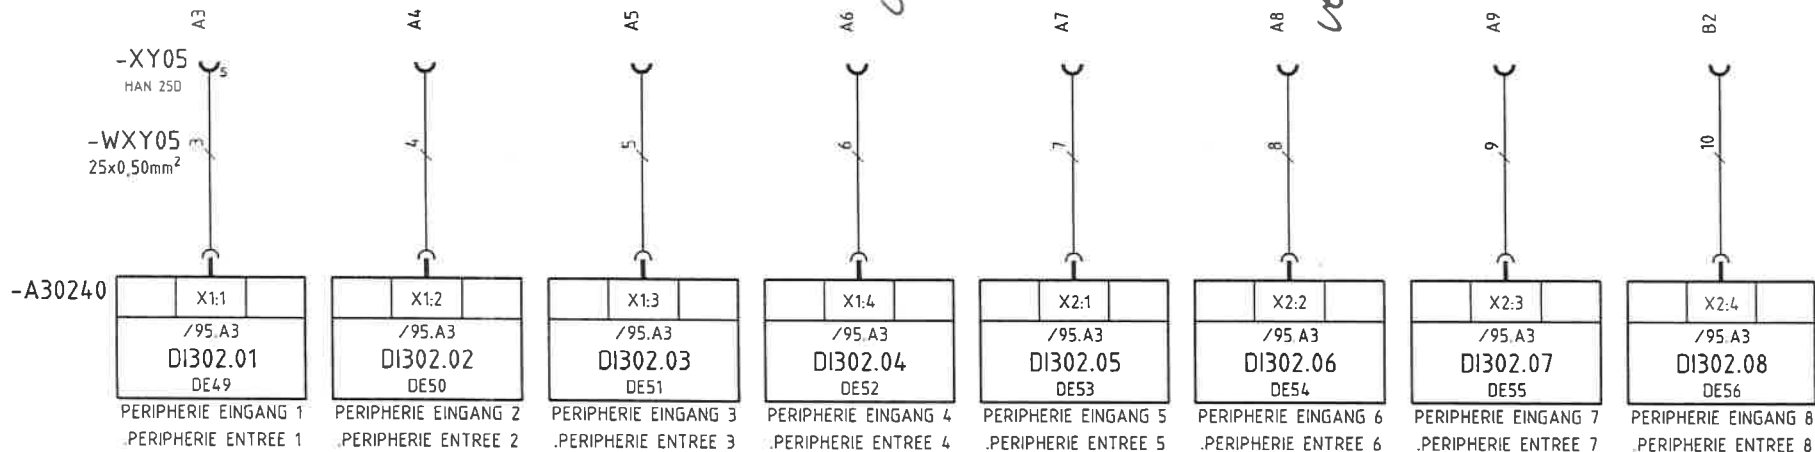 A3 A4 A5 A6 A7 A8 A9 B2
-XY05 5
HAN 25D
-WXY05 3 4 5 6 7 8 9 10
25x0,50mm²
-A30240 X1:1 X1:2 X1:3 X1:4 X2:1 X2:2 X2:3 X2:4
/95.A3 /95.A3 /95.A3 /95.A3 /95.A3 /95.A3 /95.A3 /95.A3
DI302.01 DI302.02 DI302.03 DI302.04 DI302.05 DI302.06 DI302.07 DI302.08
DE49 DE50 DE51 DE52 DE53 DE54 DE55 DE56
PERIPHERIE EINGANG 1 PERIPHERIE EINGANG 2 PERIPHERIE EINGANG 3 PERIPHERIE EINGANG 4 PERIPHERIE EINGANG 5 PERIPHERIE EINGANG 6 PERIPHERIE EINGANG 7 PERIPHERIE EINGANG 8
.PERIPHERIE ENTREE 1 .PERIPHERIE ENTREE 2 .PERIPHERIE ENTREE 3 .PERIPHERIE ENTREE 4 .PERIPHERIE ENTREE 5 .PERIPHERIE ENTREE 6 .PERIPHERIE ENTREE 7 .PERIPHERIE ENTREE 8